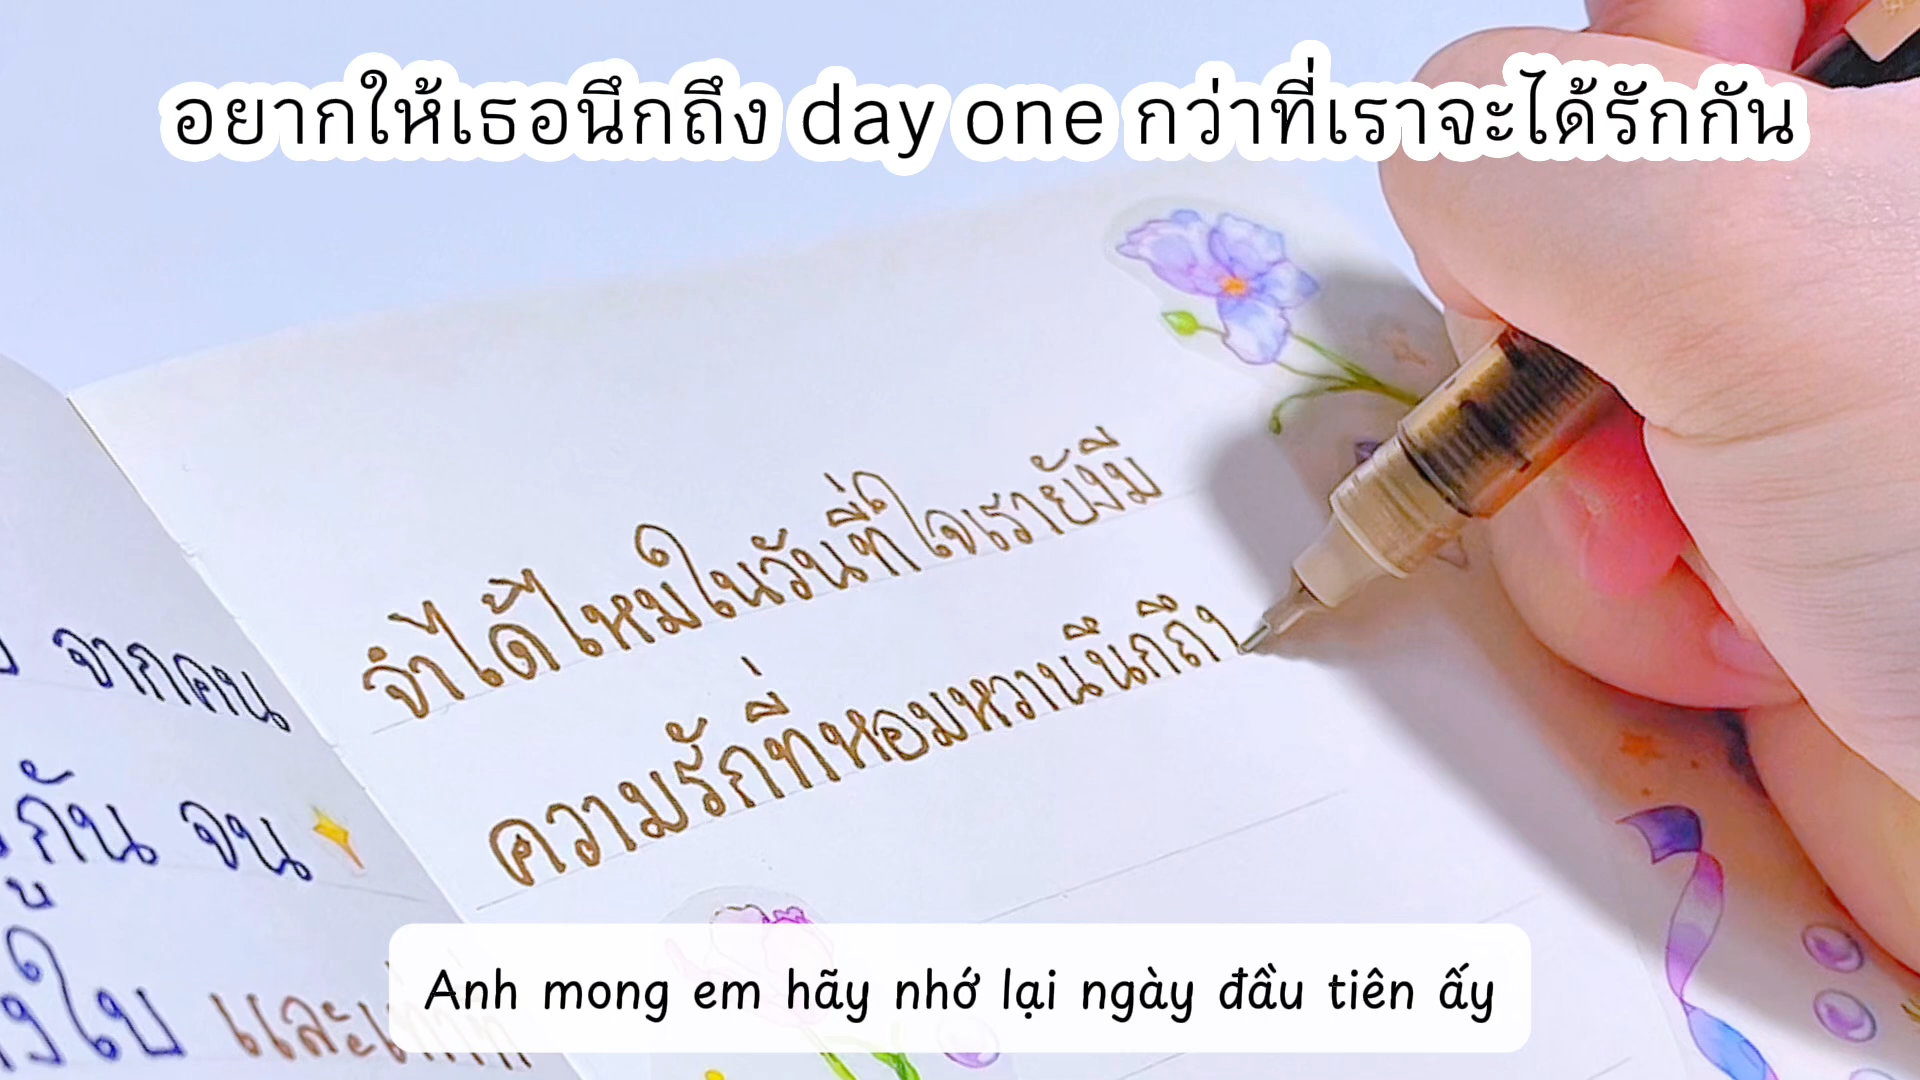 อยากให้เธอนึกถึง day one กว่าที่เราจะได้รักกัน
จำได้ไหมในวันที่ใจเรายังมี
ความรักที่หอมหวานนึกถึง
จากคน
กัน จน
ใบ และ
Anh mong em hãy nhớ lại ngày đầu tiên ấy